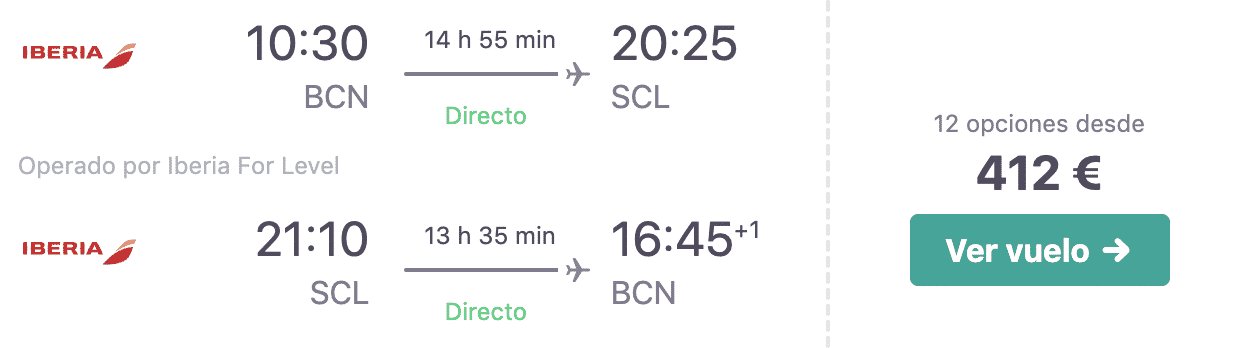 IBERIA
10:30 14 h 55 min 20:25
BCN Directo SCL
Operado por Iberia For Level
IBERIA
21:10 13 h 35 min 16:45+1
SCL Directo BCN
12 opciones desde
412 €
Ver vuelo →